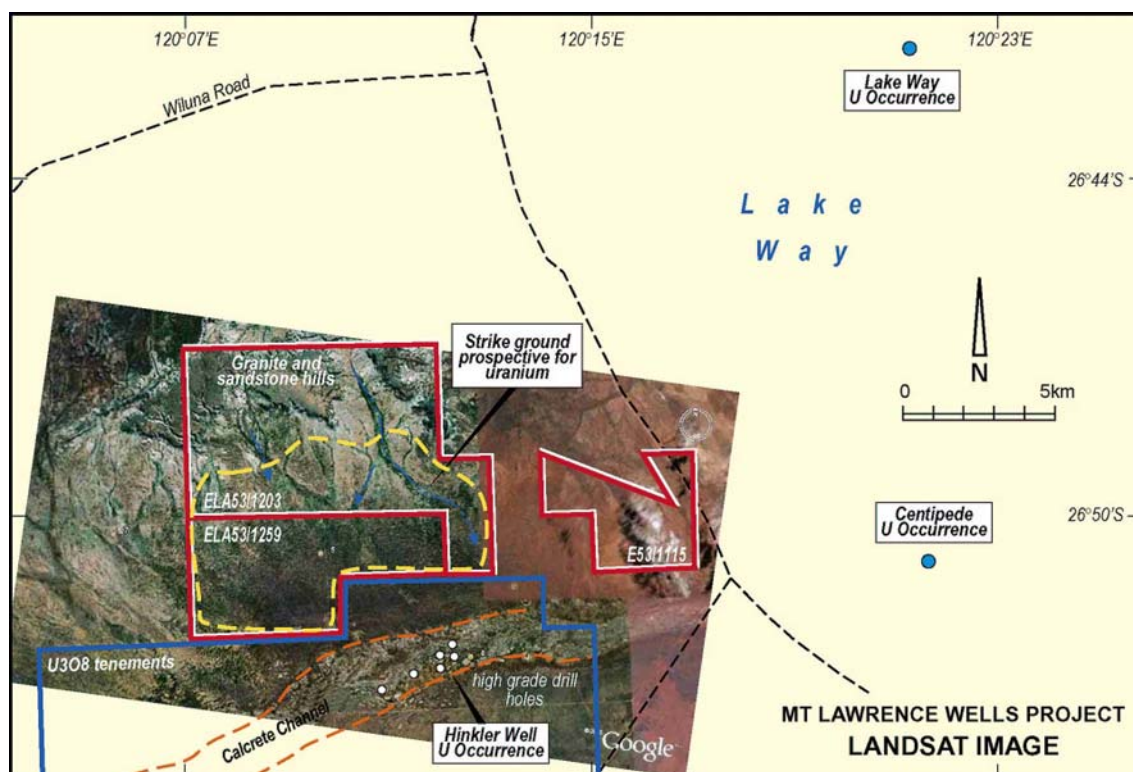 120°07'E
120°15'E
120°23'E
Wiluna Road
Lake Way
U Occurrence
26°44'S
Lake
Way
Strike ground
prospective for
uranium
Granite and
sandstone hills
N
0 5km
ELA53/1203
ELA53/1259
26°50'S
Centipede
U Occurrence
E53/1115
U3O8 tenements
high grade drill
holes
Calcrete Channel
Hinkler Well
U Occurrence
Google
MT LAWRENCE WELLS PROJECT
LANDSAT IMAGE